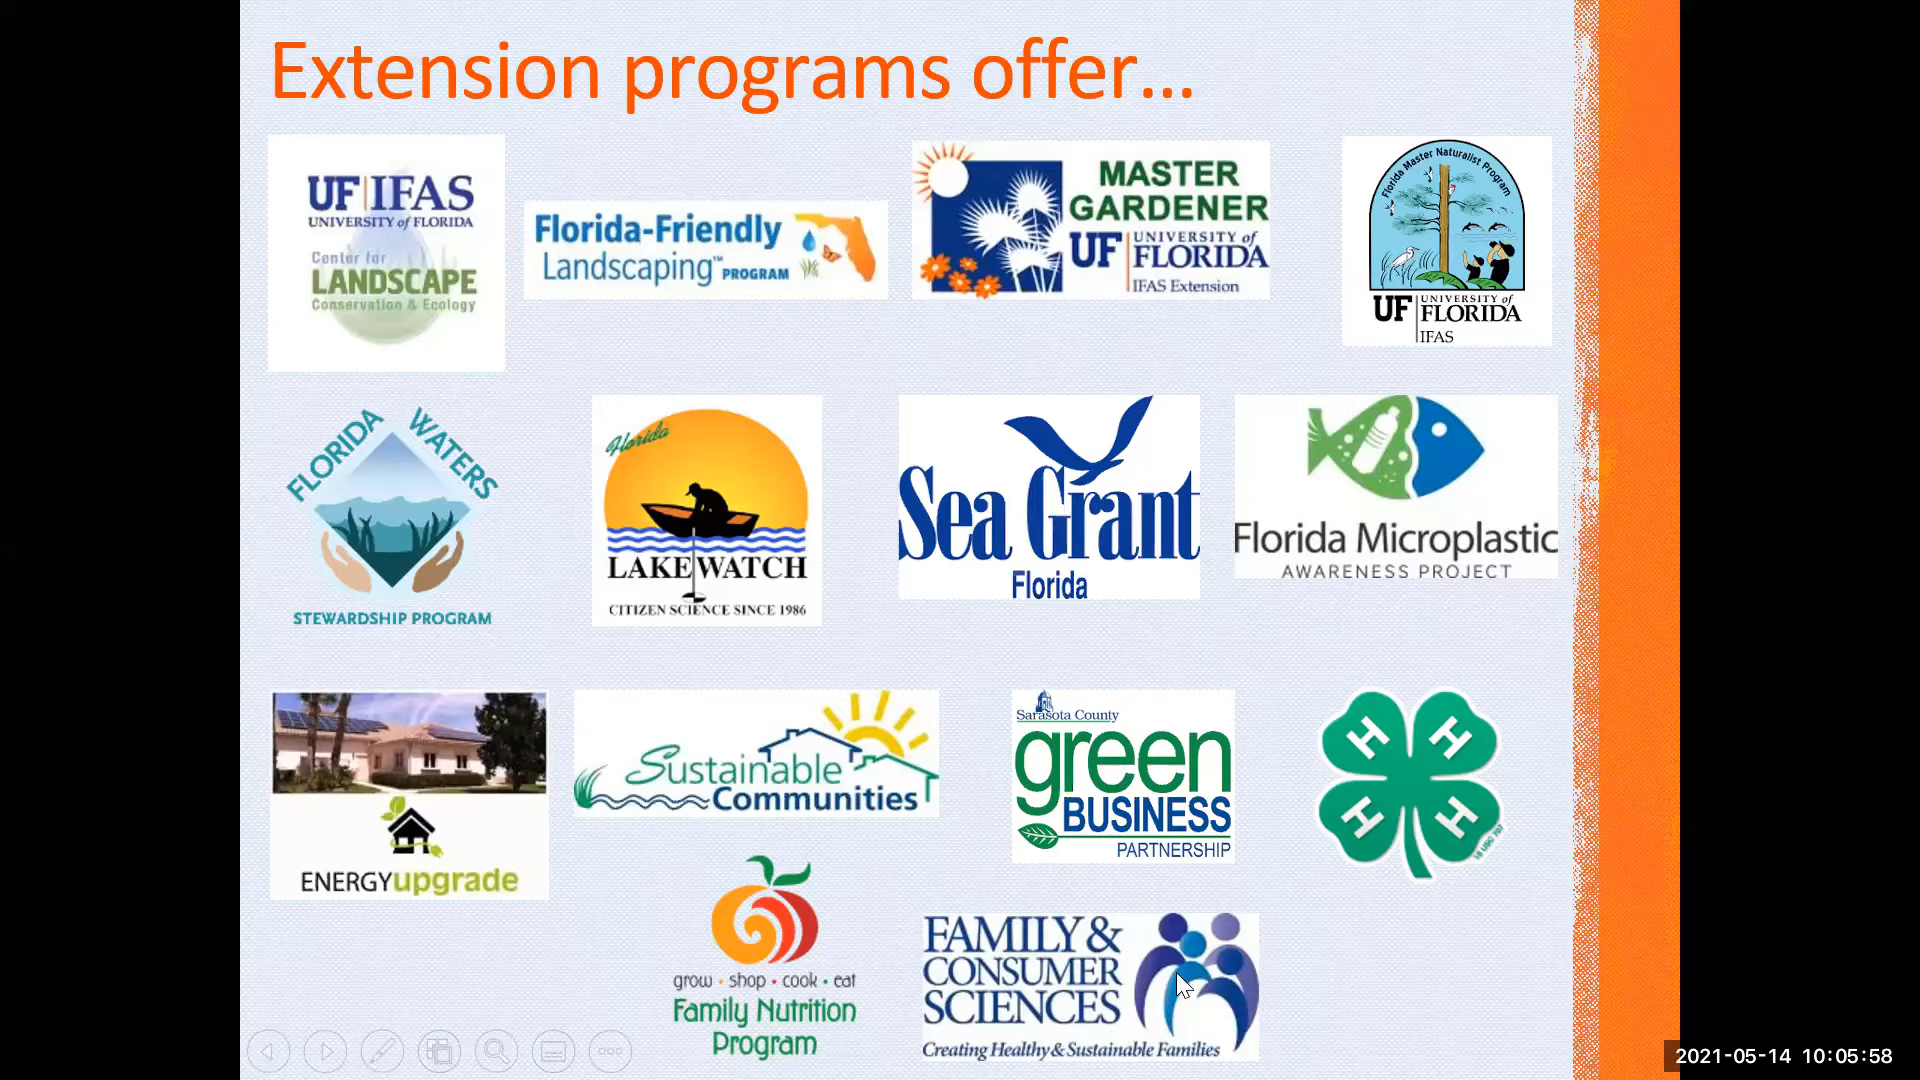 Extension programs offer...
UF|IFAS
UNIVERSITY of FLORIDA
Center for
LANDSCAPE
Conservation & Ecology
Florida-Friendly
Landscaping™ PROGRAM
MASTER
GARDENER
UF UNIVERSITY of
FLORIDA
IFAS Extension
Florida Master Naturalist Program
UF UNIVERSITY of
FLORIDA
IFAS
FLORIDA WATERS
STEWARDSHIP PROGRAM
Florida
LAKEWATCH
CITIZEN SCIENCE SINCE 1986
Sea Grant
Florida
Florida Microplastic
AWARENESS PROJECT
ENERGYupgrade
Sustainable
Communities
Sarasota County
green
BUSINESS
PARTNERSHIP
H H
H H
18 USC 707
grow • shop • cook • eat
Family Nutrition
Program
FAMILY &
CONSUMER
SCIENCES
Creating Healthy & Sustainable Families
2021-05-14 10:05:58